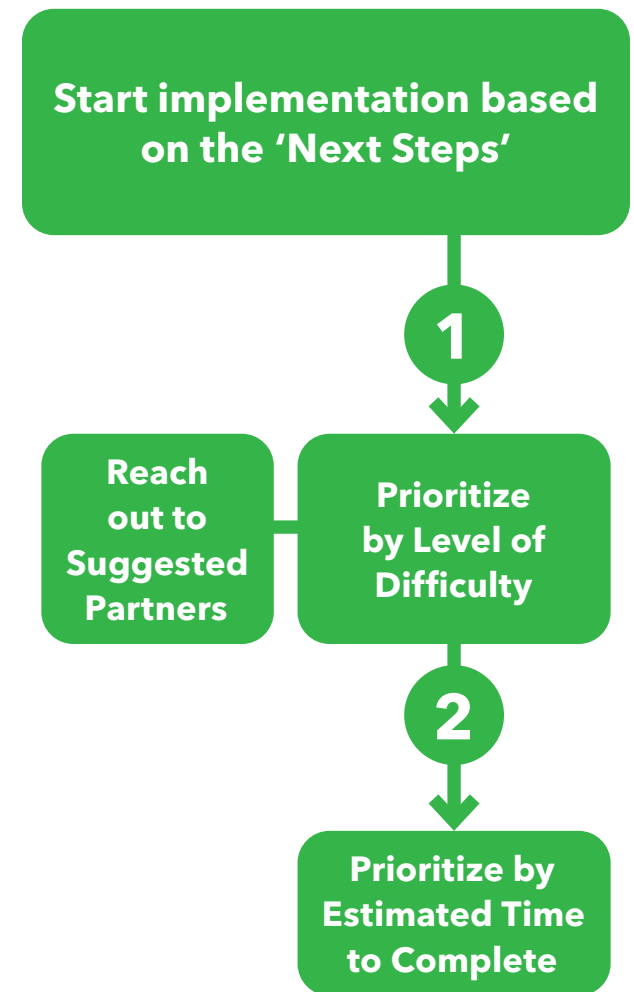 Start implementation based
on the ‘Next Steps’
1
Reach
out to
Suggested
Partners
Prioritize
by Level of
Difficulty
2
Prioritize by
Estimated Time
to Complete